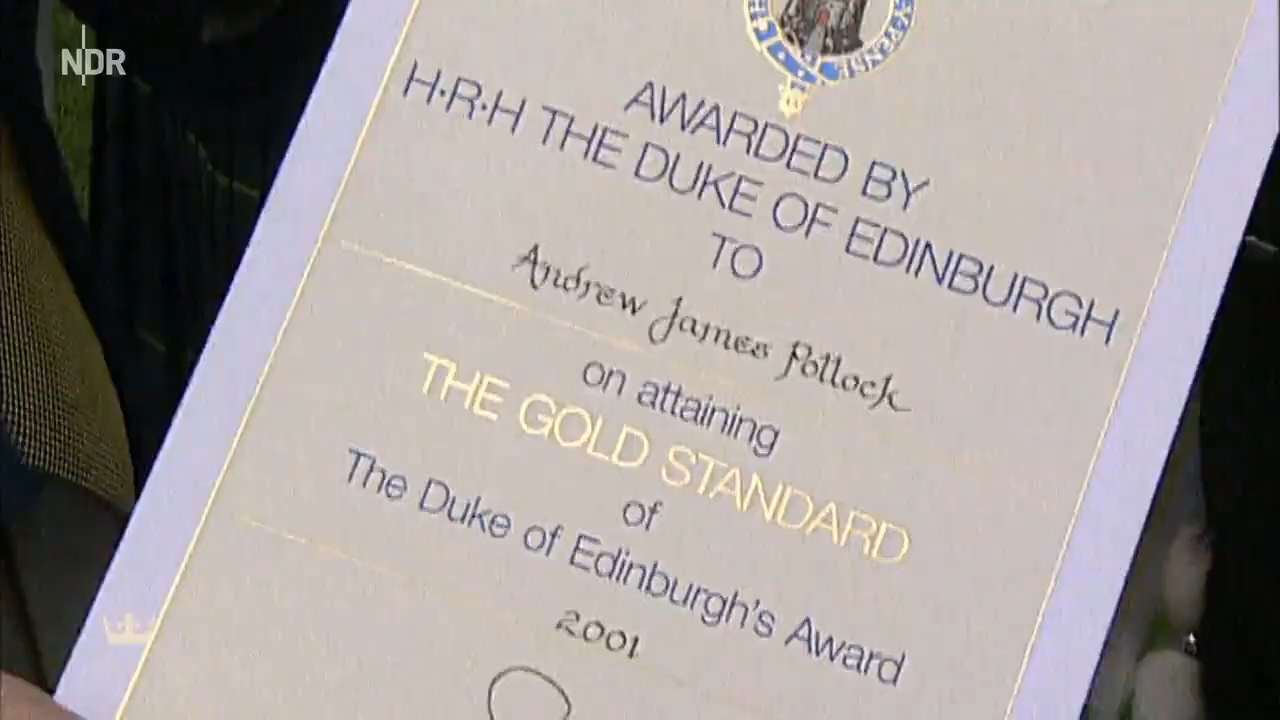 NDR
AWARDED BY
H·R·H THE DUKE OF EDINBURGH
TO
Andrew James Pollock
on attaining
THE GOLD STANDARD
of
The Duke of Edinburgh's Award
2001